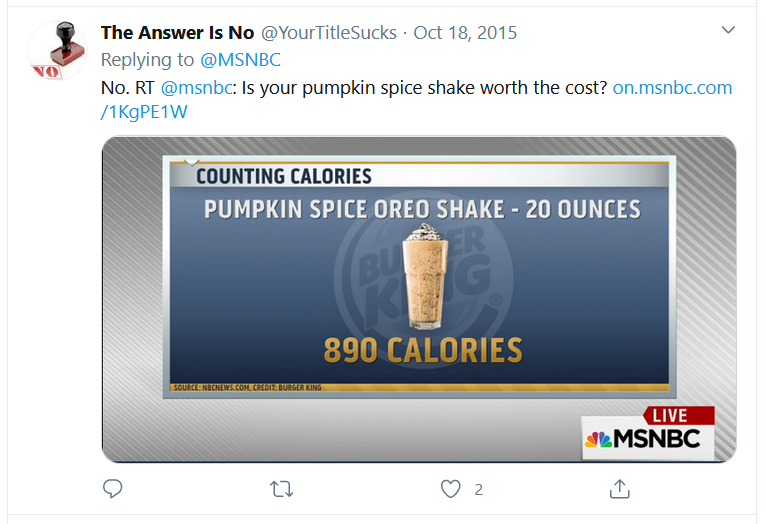 The Answer Is No @YourTitleSucks · Oct 18, 2015
NO
Replying to @MSNBC
No. RT @msnbc: Is your pumpkin spice shake worth the cost? on.msnbc.com
/1KgPE1W
COUNTING CALORIES
PUMPKIN SPICE OREO SHAKE - 20 OUNCES
BURGER
KING®
890 CALORIES
SOURCE: NBCNEWS.COM, CREDIT: BURGER KING
LIVE
MSNBC
2